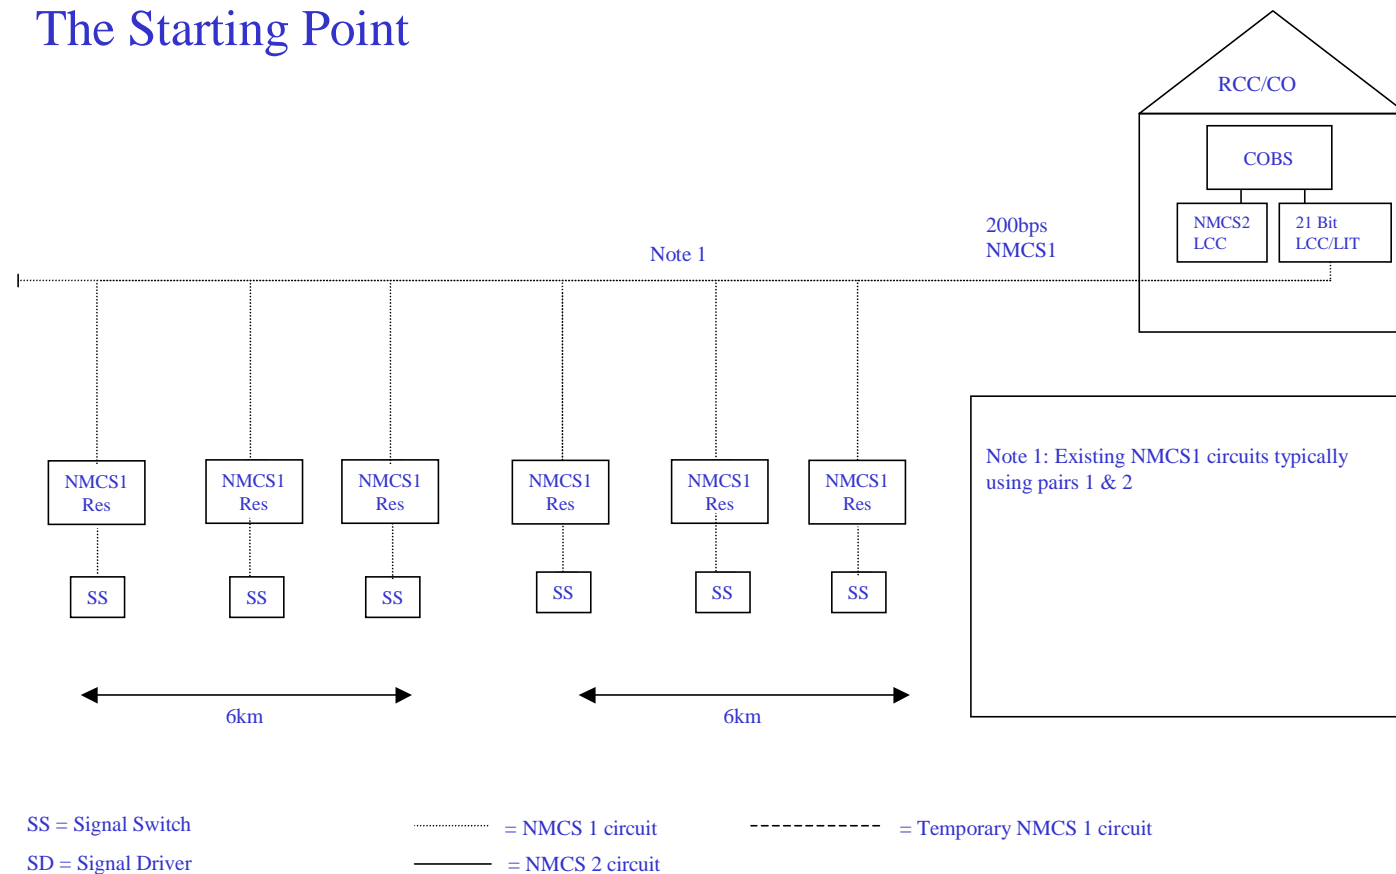 The Starting Point
RCC/CO
COBS
NMCS2
LCC
21 Bit
LCC/LIT
200bps
NMCS1
Note 1
NMCS1
Res
NMCS1
Res
NMCS1
Res
NMCS1
Res
NMCS1
Res
NMCS1
Res
SS
SS
SS
SS
SS
SS
Note 1: Existing NMCS1 circuits typically
using pairs 1 & 2
6km
6km
SS = Signal Switch
= NMCS 1 circuit
= Temporary NMCS 1 circuit
SD = Signal Driver
= NMCS 2 circuit